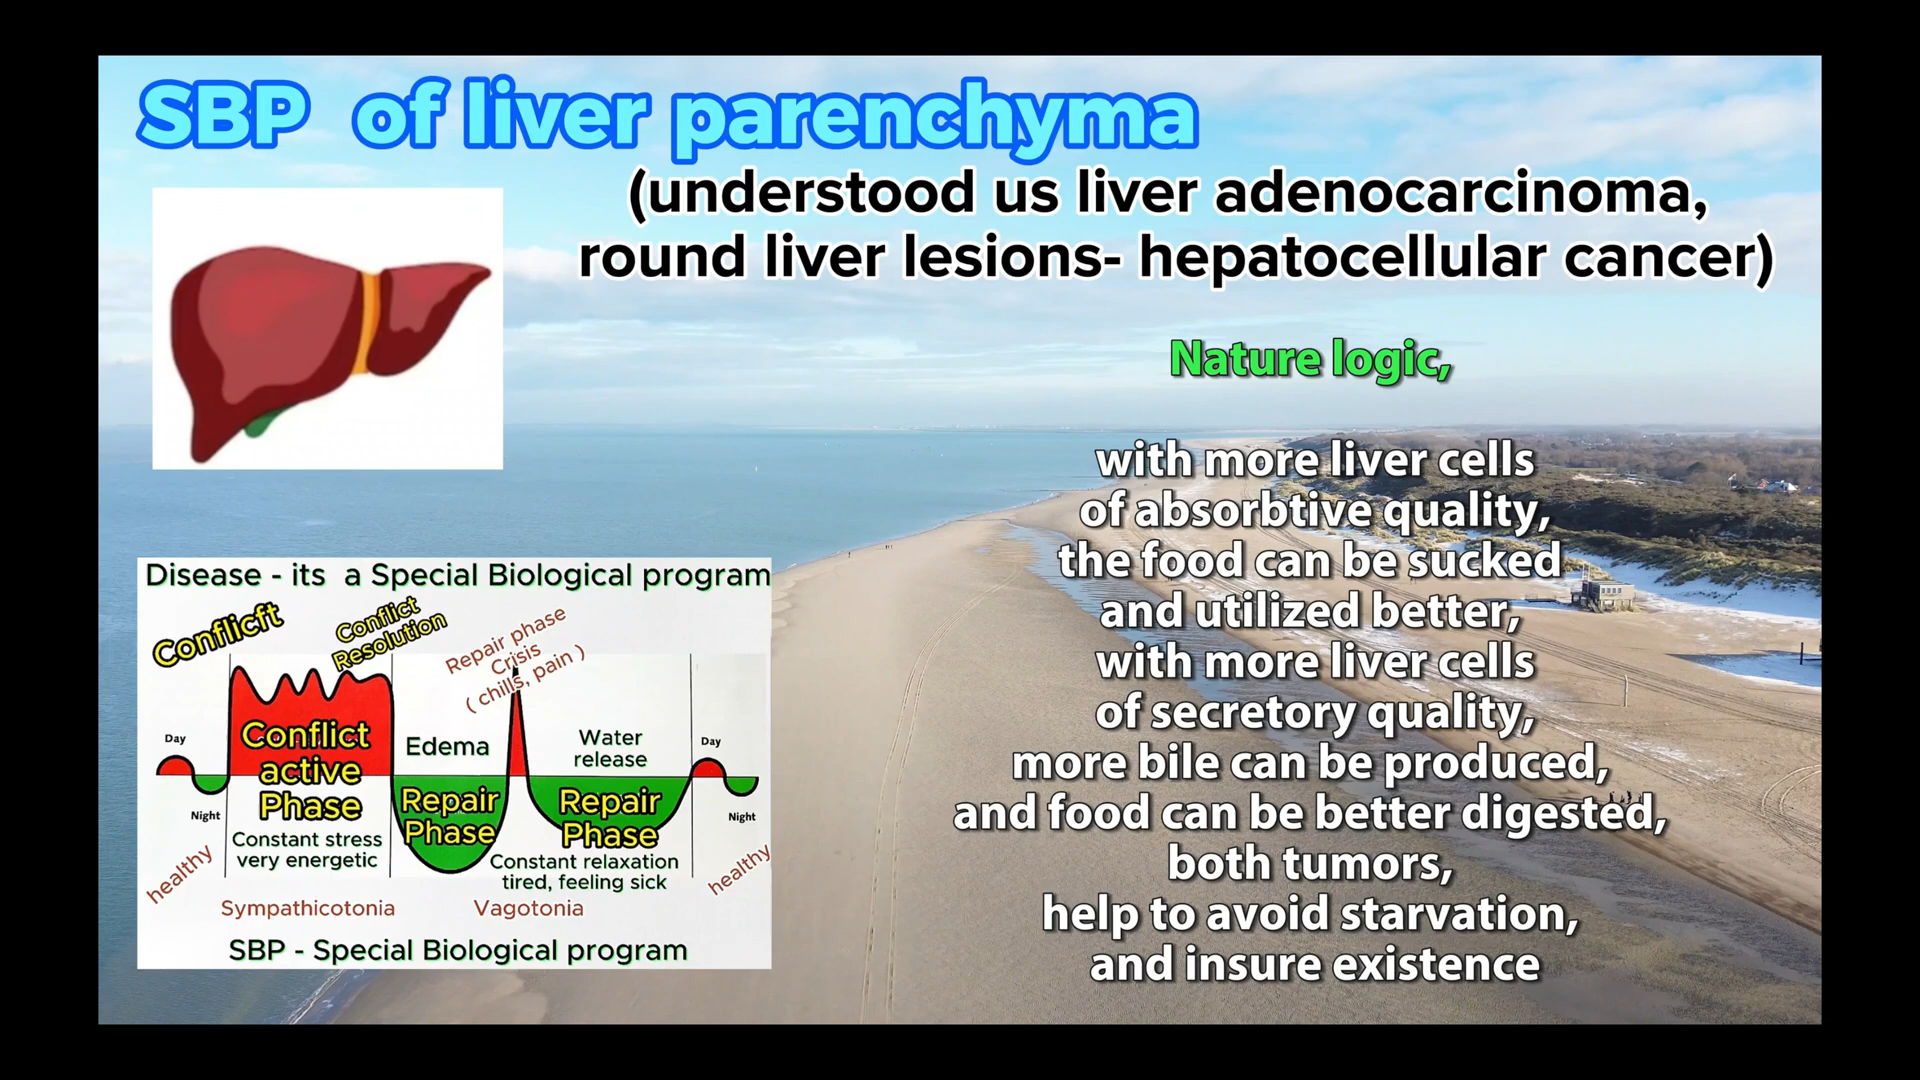 SBP of liver parenchyma
(understood us liver adenocarcinoma,
round liver lesions- hepatocellular cancer)
Nature logic,
with more liver cells
of absorbtive quality,
the food can be sucked
and utilized better,
with more liver cells
of secretory quality,
more bile can be produced,
and food can be better digested,
both tumors,
help to avoid starvation,
and insure existence
Disease - its a Special Biological program
Conflicft
Conflict
Resolution
Repair phase
Crisis
( chills, pain )
Day
Night
Conflict
active
Phase
Edema
Water
release
Day
Night
Repair
Phase
Repair
Phase
Constant stress
very energetic
Constant relaxation
tired, feeling sick
healthy
healthy
Sympathicotonia
Vagotonia
SBP - Special Biological program